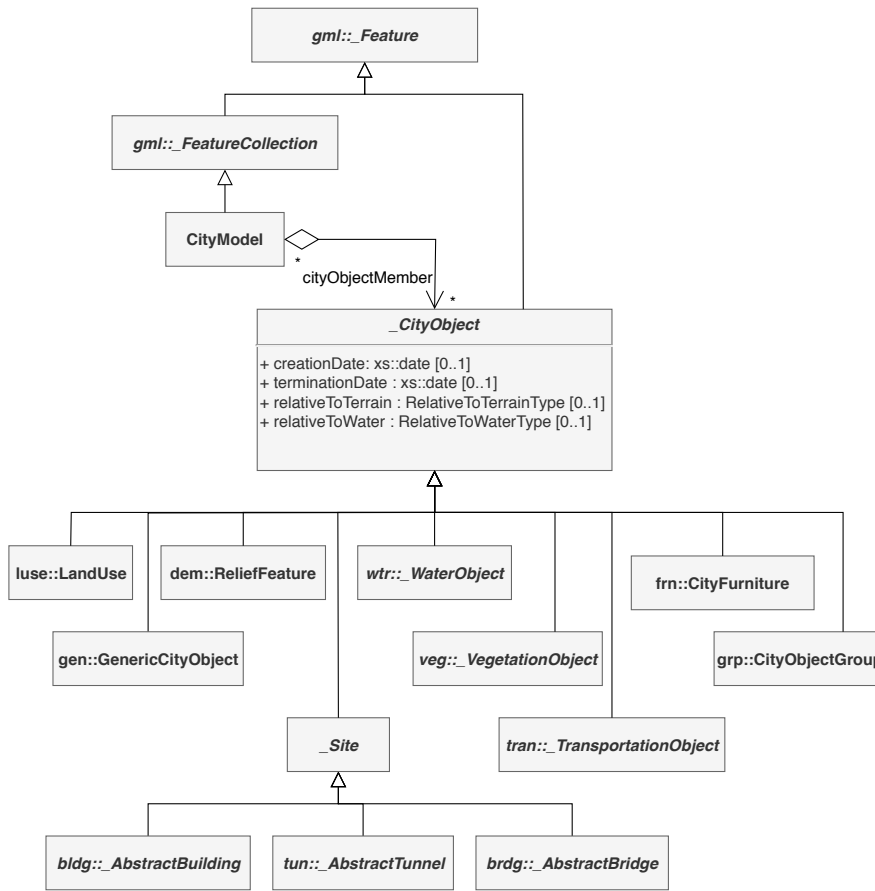 gml::_Feature
gml::_FeatureCollection
CityModel
*
cityObjectMember
*
_CityObject
+ creationDate: xs::date [0..1]
+ terminationDate : xs::date [0..1]
+ relativeToTerrain : RelativeToTerrainType [0..1]
+ relativeToWater : RelativeToWaterType [0..1]
luse::LandUse
dem::ReliefFeature
wtr::_WaterObject
frn::CityFurniture
gen::GenericCityObject
veg::_VegetationObject
grp::CityObjectGroup
_Site
tran::_TransportationObject
bldg::_AbstractBuilding
tun::_AbstractTunnel
brdg::_AbstractBridge